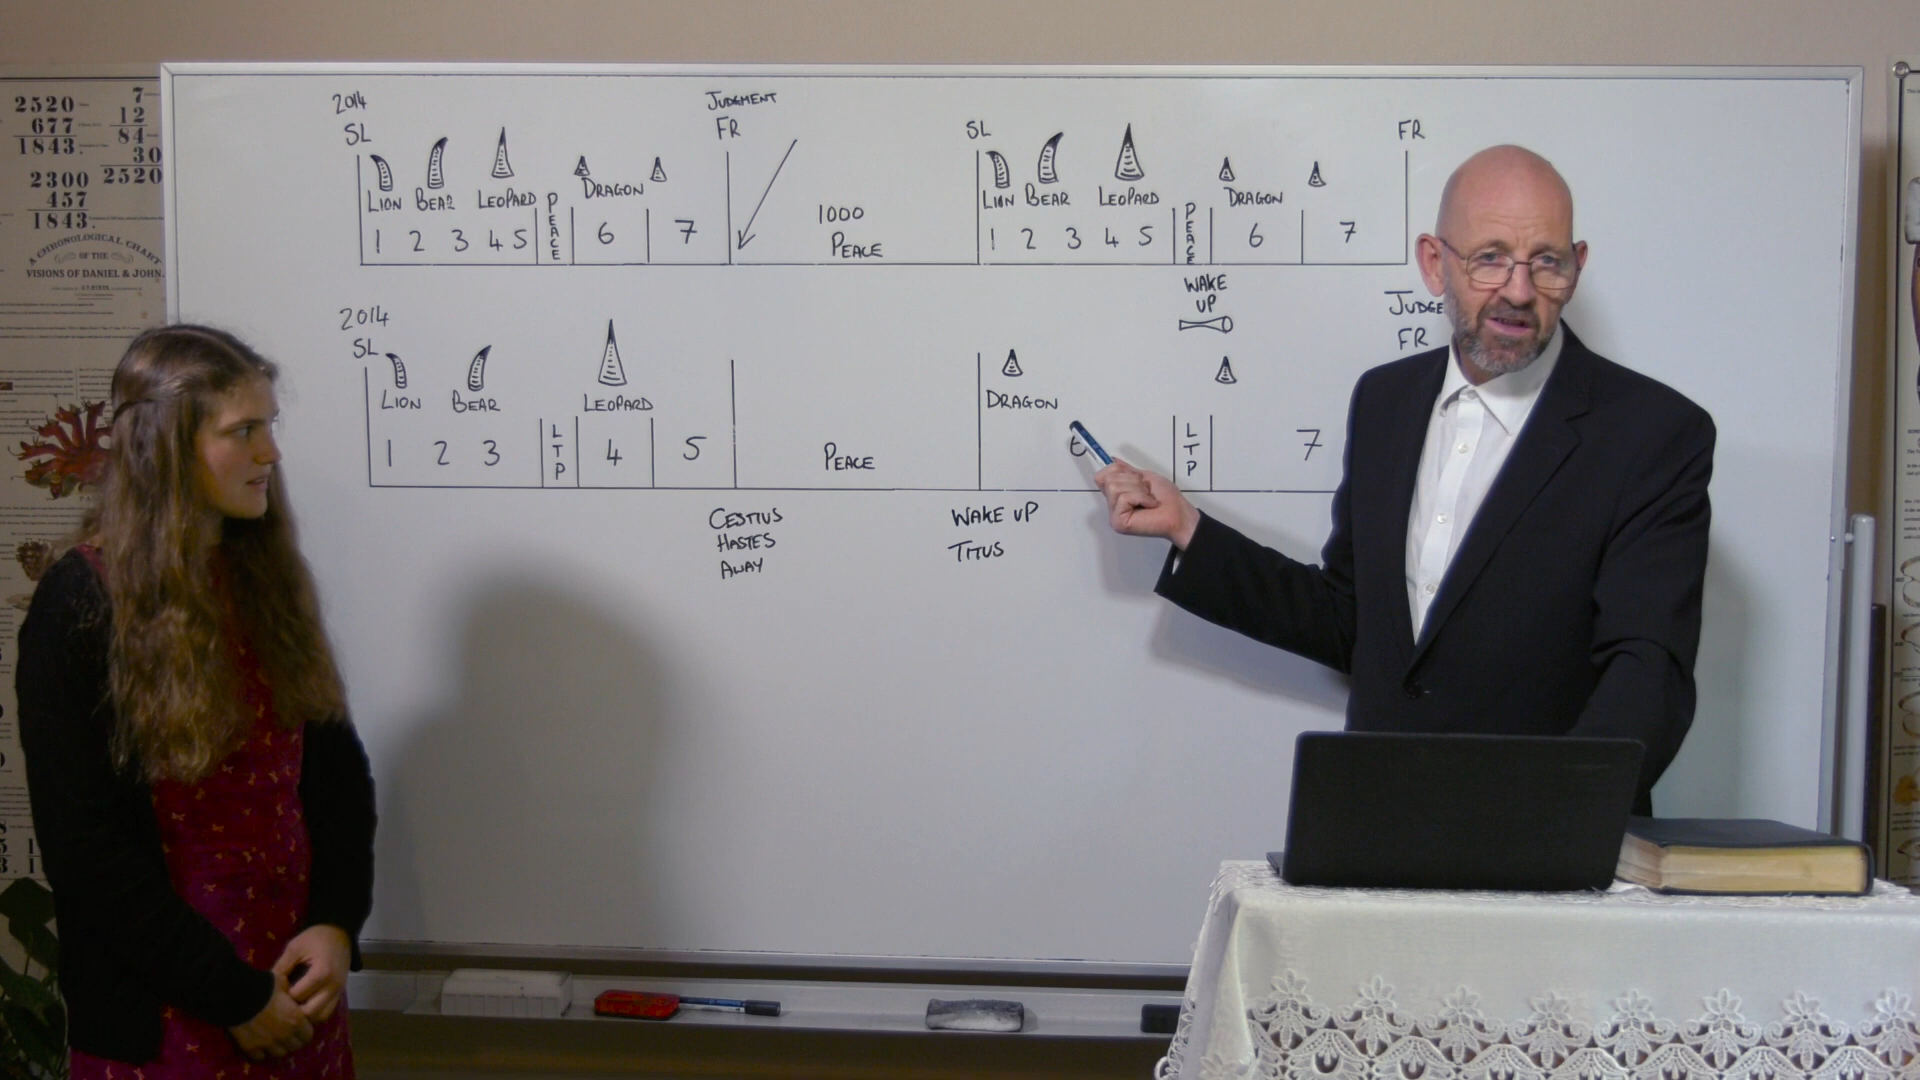 2520
677
1843.
2300
457
1843.
7
12
84
30
2520
A CHRONOLOGICAL CHART
OF THE
VISIONS OF DANIEL & JOHN
2014
SL
JUDGMENT
FR
LION BEAR LEOPARD PEACE DRAGON
1 2 3 4 5 6 7
1000
PEACE
SL
FR
LION BEAR LEOPARD PEACE DRAGON
1 2 3 4 5 6 7
WAKE
UP
JUDGE
FR
2014
SL
LION BEAR LEOPARD
1 2 3 LTP 4 5
PEACE
DRAGON
6 LTP 7
CESTIUS
HASTES
AWAY
WAKE UP
TITUS